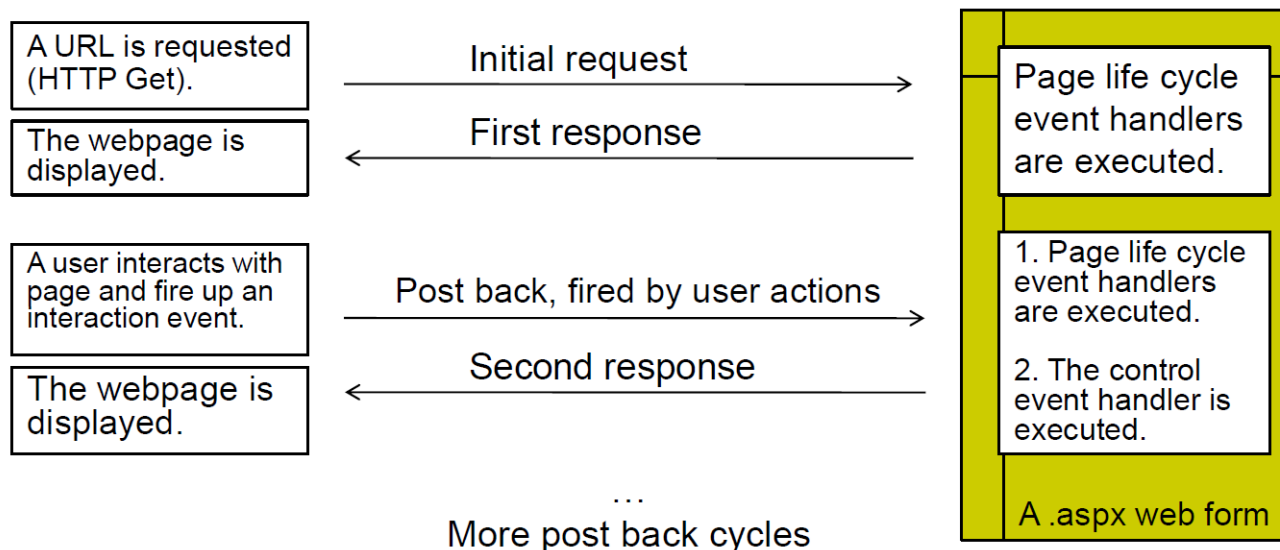 A URL is requested
(HTTP Get).
Initial request
The webpage is
displayed.
First response
Page life cycle
event handlers
are executed.
A user interacts with
page and fire up an
interaction event.
Post back, fired by user actions
The webpage is
displayed.
Second response
1. Page life cycle
event handlers
are executed.
2. The control
event handler is
executed.
...
More post back cycles
A .aspx web form